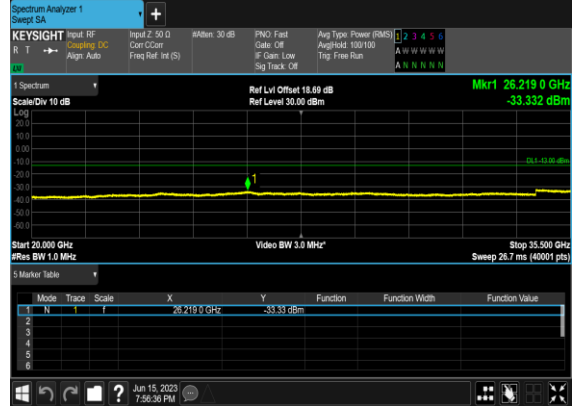 Spectrum Analyzer 1
Swept SA
+
KEYSIGHT Input: RF Input Z: 50 Ω #Atten: 30 dB PNO: Fast Avg Type: Power (RMS) 1 2 3 4 5 6
R T Coupling: DC Corr CCorr Gate: Off Avg|Hold: 100/100 A W W W W W
Align: Auto Freq Ref: Int (S) IF Gain: Low Trig: Free Run
Sig Track: Off A N N N N N
1 Spectrum Ref Lvl Offset 18.69 dB Mkr1 26.219 0 GHz
Scale/Div 10 dB Ref Level 30.00 dBm -33.332 dBm
Log
20.0
10.0
0.00
-10.0 DL1 -13.00 dBm
-20.0 1
-30.0
-40.0
-50.0
-60.0
Start 20.000 GHz Video BW 3.0 MHz* Stop 35.500 GHz
#Res BW 1.0 MHz Sweep 26.7 ms (40001 pts)
5 Marker Table
Mode Trace Scale X Y Function Function Width Function Value
1 N 1 f 26.219 0 GHz -33.33 dBm
2
3
4
5
6
? Jun 15, 2023
7:56:36 PM